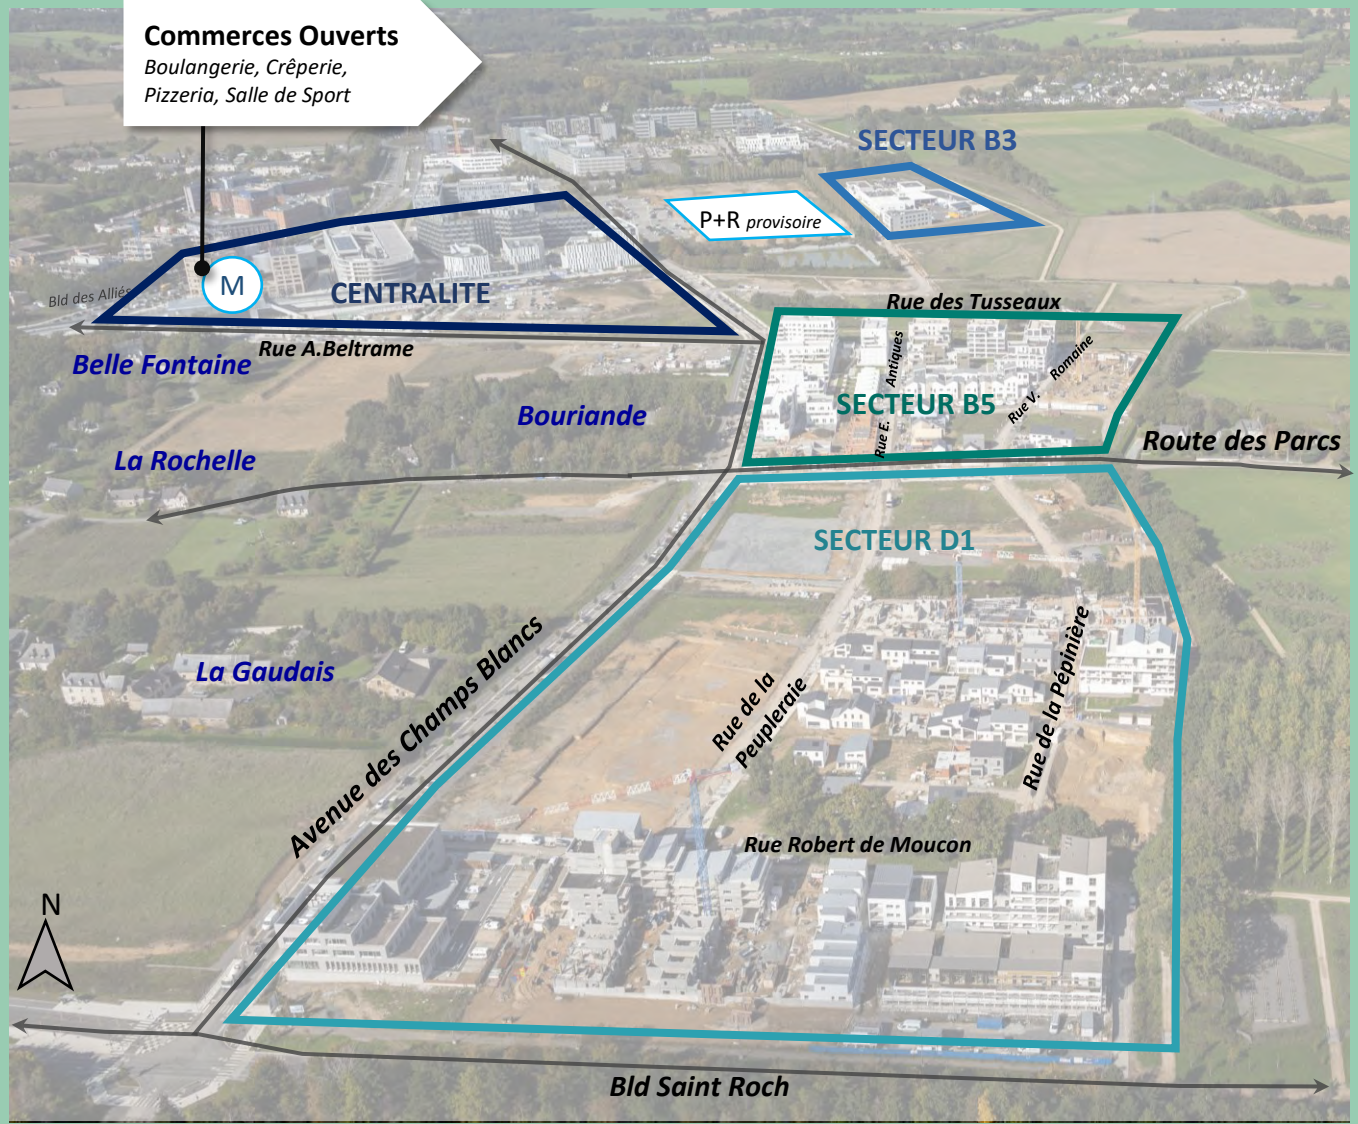 Commerces Ouverts
Boulangerie, Crêperie,
Pizzeria, Salle de Sport
SECTEUR B3
P+R provisoire
M
CENTRALITE
Bld des Alliés
Rue A.Beltrame
Rue des Tusseaux
Belle Fontaine
Bouriande
La Rochelle
Rue E. Antiques
Rue V. Romaine
SECTEUR B5
Route des Parcs
SECTEUR D1
La Gaudais
Avenue des Champs Blancs
Rue de la
Peupleraie
Rue de la Pépinière
Rue Robert de Moucon
N
Bld Saint Roch